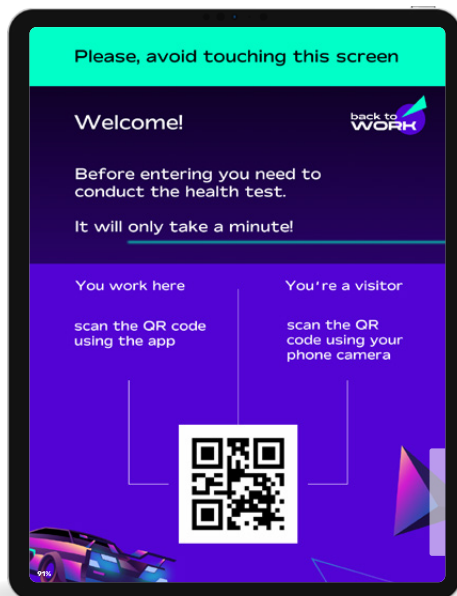 Please, avoid touching this screen
Welcome!
back to
WORK
Before entering you need to
conduct the health test.
It will only take a minute!
You work here
scan the QR code
using the app
You're a visitor
scan the QR
code using your
phone camera
91%